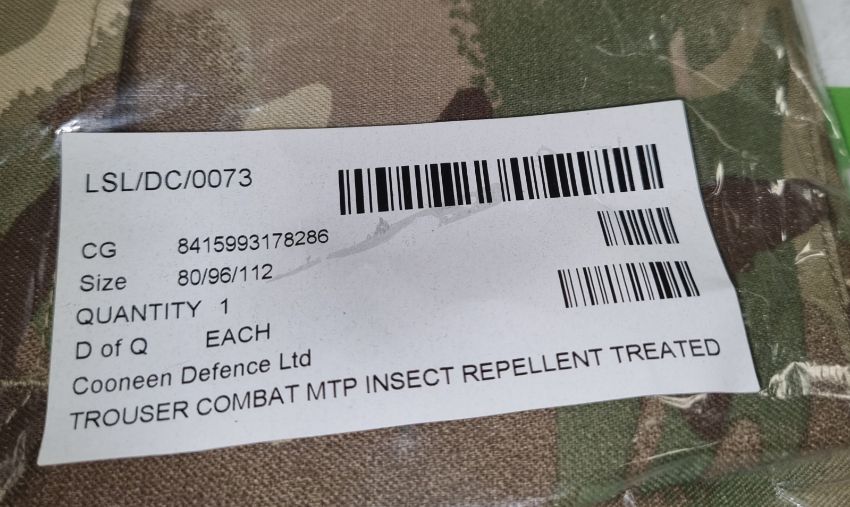 LSL/DC/0073
CG 8415993178286
Size 80/96/112
QUANTITY 1
D of Q EACH
Cooneen Defence Ltd
TROUSER COMBAT MTP INSECT REPELLENT TREATED